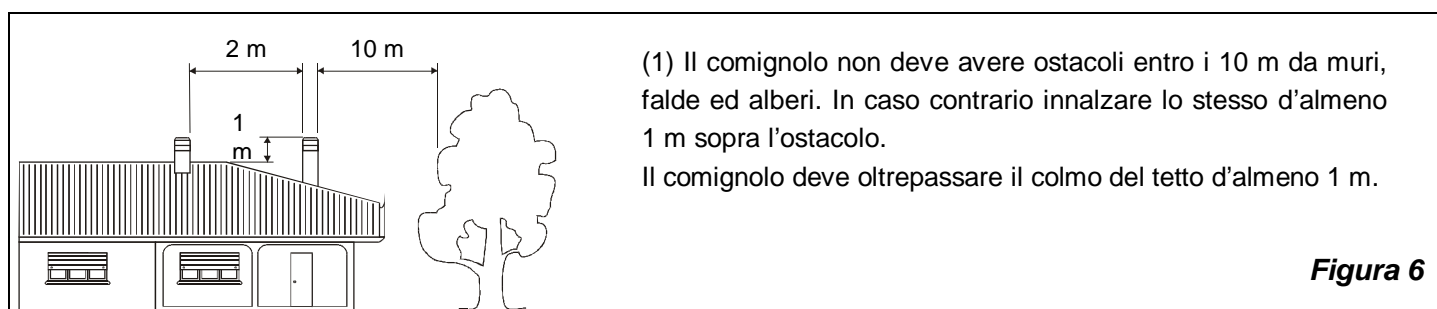 2 m
10 m
1
m
(1) Il comignolo non deve avere ostacoli entro i 10 m da muri,
falde ed alberi. In caso contrario innalzare lo stesso d’almeno
1 m sopra l’ostacolo.
Il comignolo deve oltrepassare il colmo del tetto d’almeno 1 m.
Figura 6